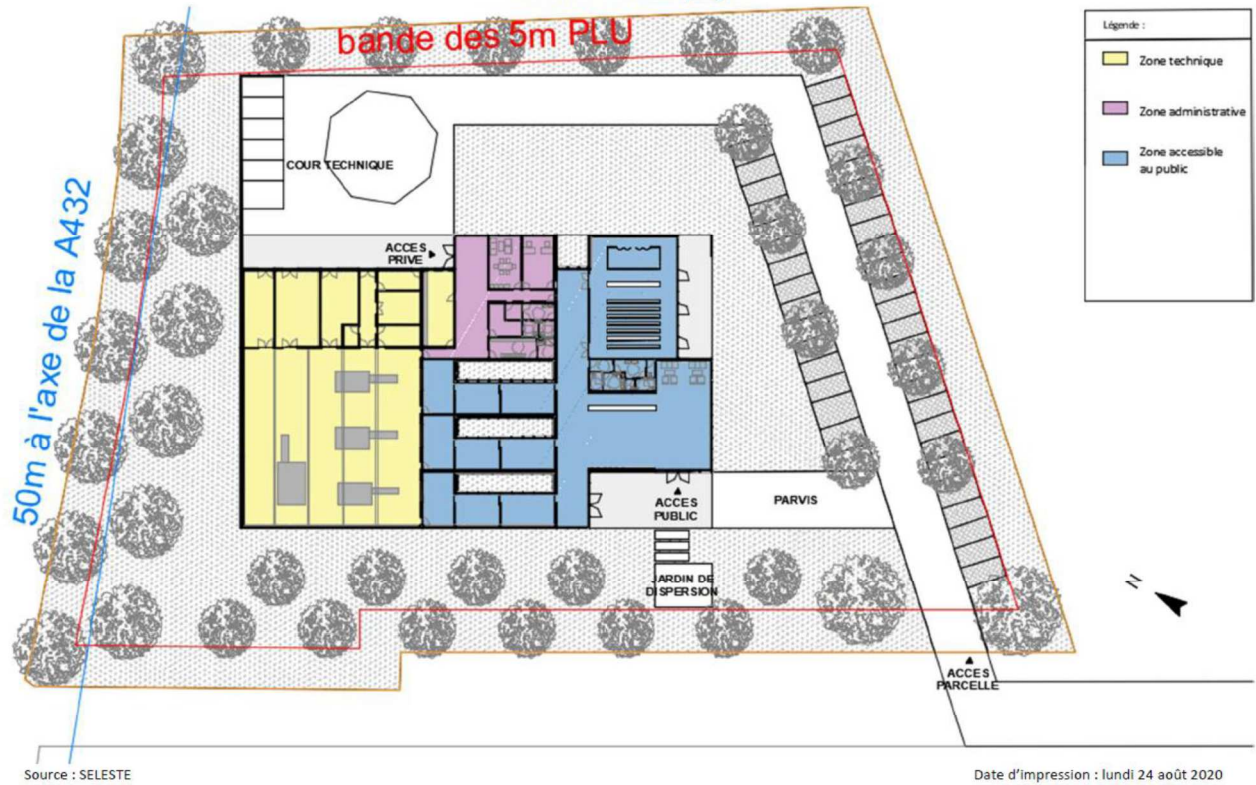 bande des 5m PLU
Légende :
Zone technique
Zone administrative
Zone accessible
au public
50m à l'axe de la A432
COUR TECHNIQUE
ACCES
PRIVE
ACCES
PUBLIC
PARVIS
JARDIN DE
DISPERSION
N
ACCES
PARCELLE
Source : SELESTE
Date d'impression : lundi 24 août 2020